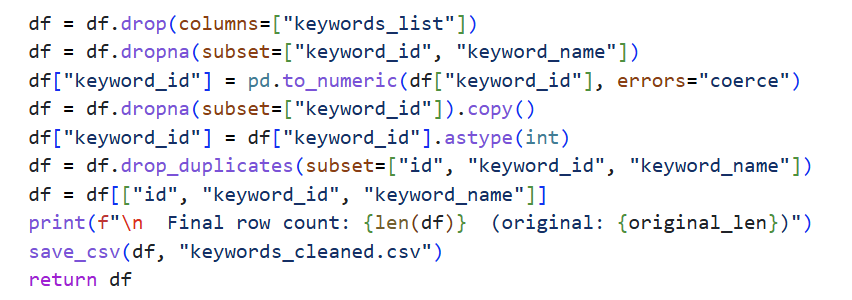 df = df.drop(columns=["keywords_list"])
df = df.dropna(subset=["keyword_id", "keyword_name"])
df["keyword_id"] = pd.to_numeric(df["keyword_id"], errors="coerce")
df = df.dropna(subset=["keyword_id"]).copy()
df["keyword_id"] = df["keyword_id"].astype(int)
df = df.drop_duplicates(subset=["id", "keyword_id", "keyword_name"])
df = df[["id", "keyword_id", "keyword_name"]]
print(f"\n  Final row count: {len(df)}  (original: {original_len})")
save_csv(df, "keywords_cleaned.csv")
return df